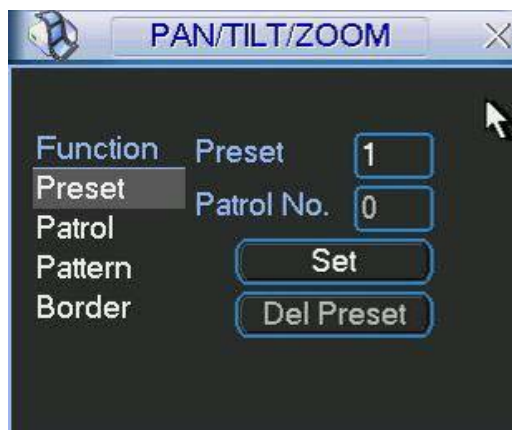 PAN/TILT/ZOOM
Function
Preset
Patrol
Pattern
Border
Preset 1
Patrol No. 0
Set
Del Preset